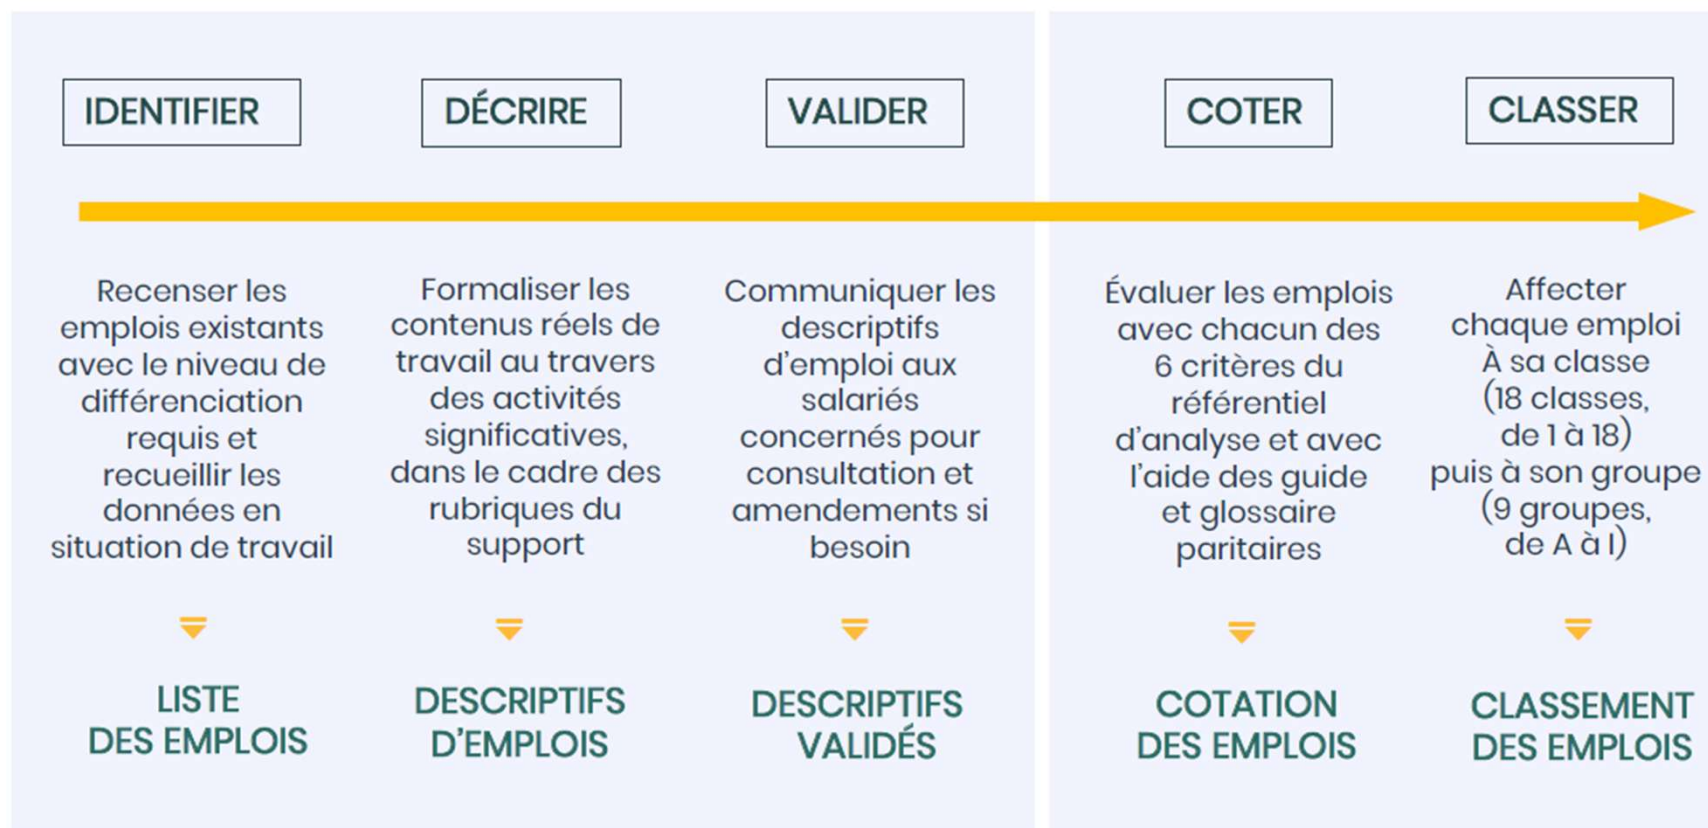 IDENTIFIER
DÉCRIRE
VALIDER
COTER
CLASSER
Recenser les
emplois existants
avec le niveau de
différenciation
requis et
recueillir les
données en
situation de travail
Formaliser les
contenus réels de
travail au travers
des activités
significatives,
dans le cadre des
rubriques du
support
Communiquer les
descriptifs
d'emploi aux
salariés
concernés pour
consultation et
amendements si
besoin
Évaluer les emplois
avec chacun des
6 critères du
référentiel
d'analyse et avec
l'aide des guide
et glossaire
paritaires
Affecter
chaque emploi
À sa classe
(18 classes,
de 1 à 18)
puis à son groupe
(9 groupes,
de A à I)
LISTE
DES EMPLOIS
DESCRIPTIFS
D'EMPLOIS
DESCRIPTIFS
VALIDÉS
COTATION
DES EMPLOIS
CLASSEMENT
DES EMPLOIS